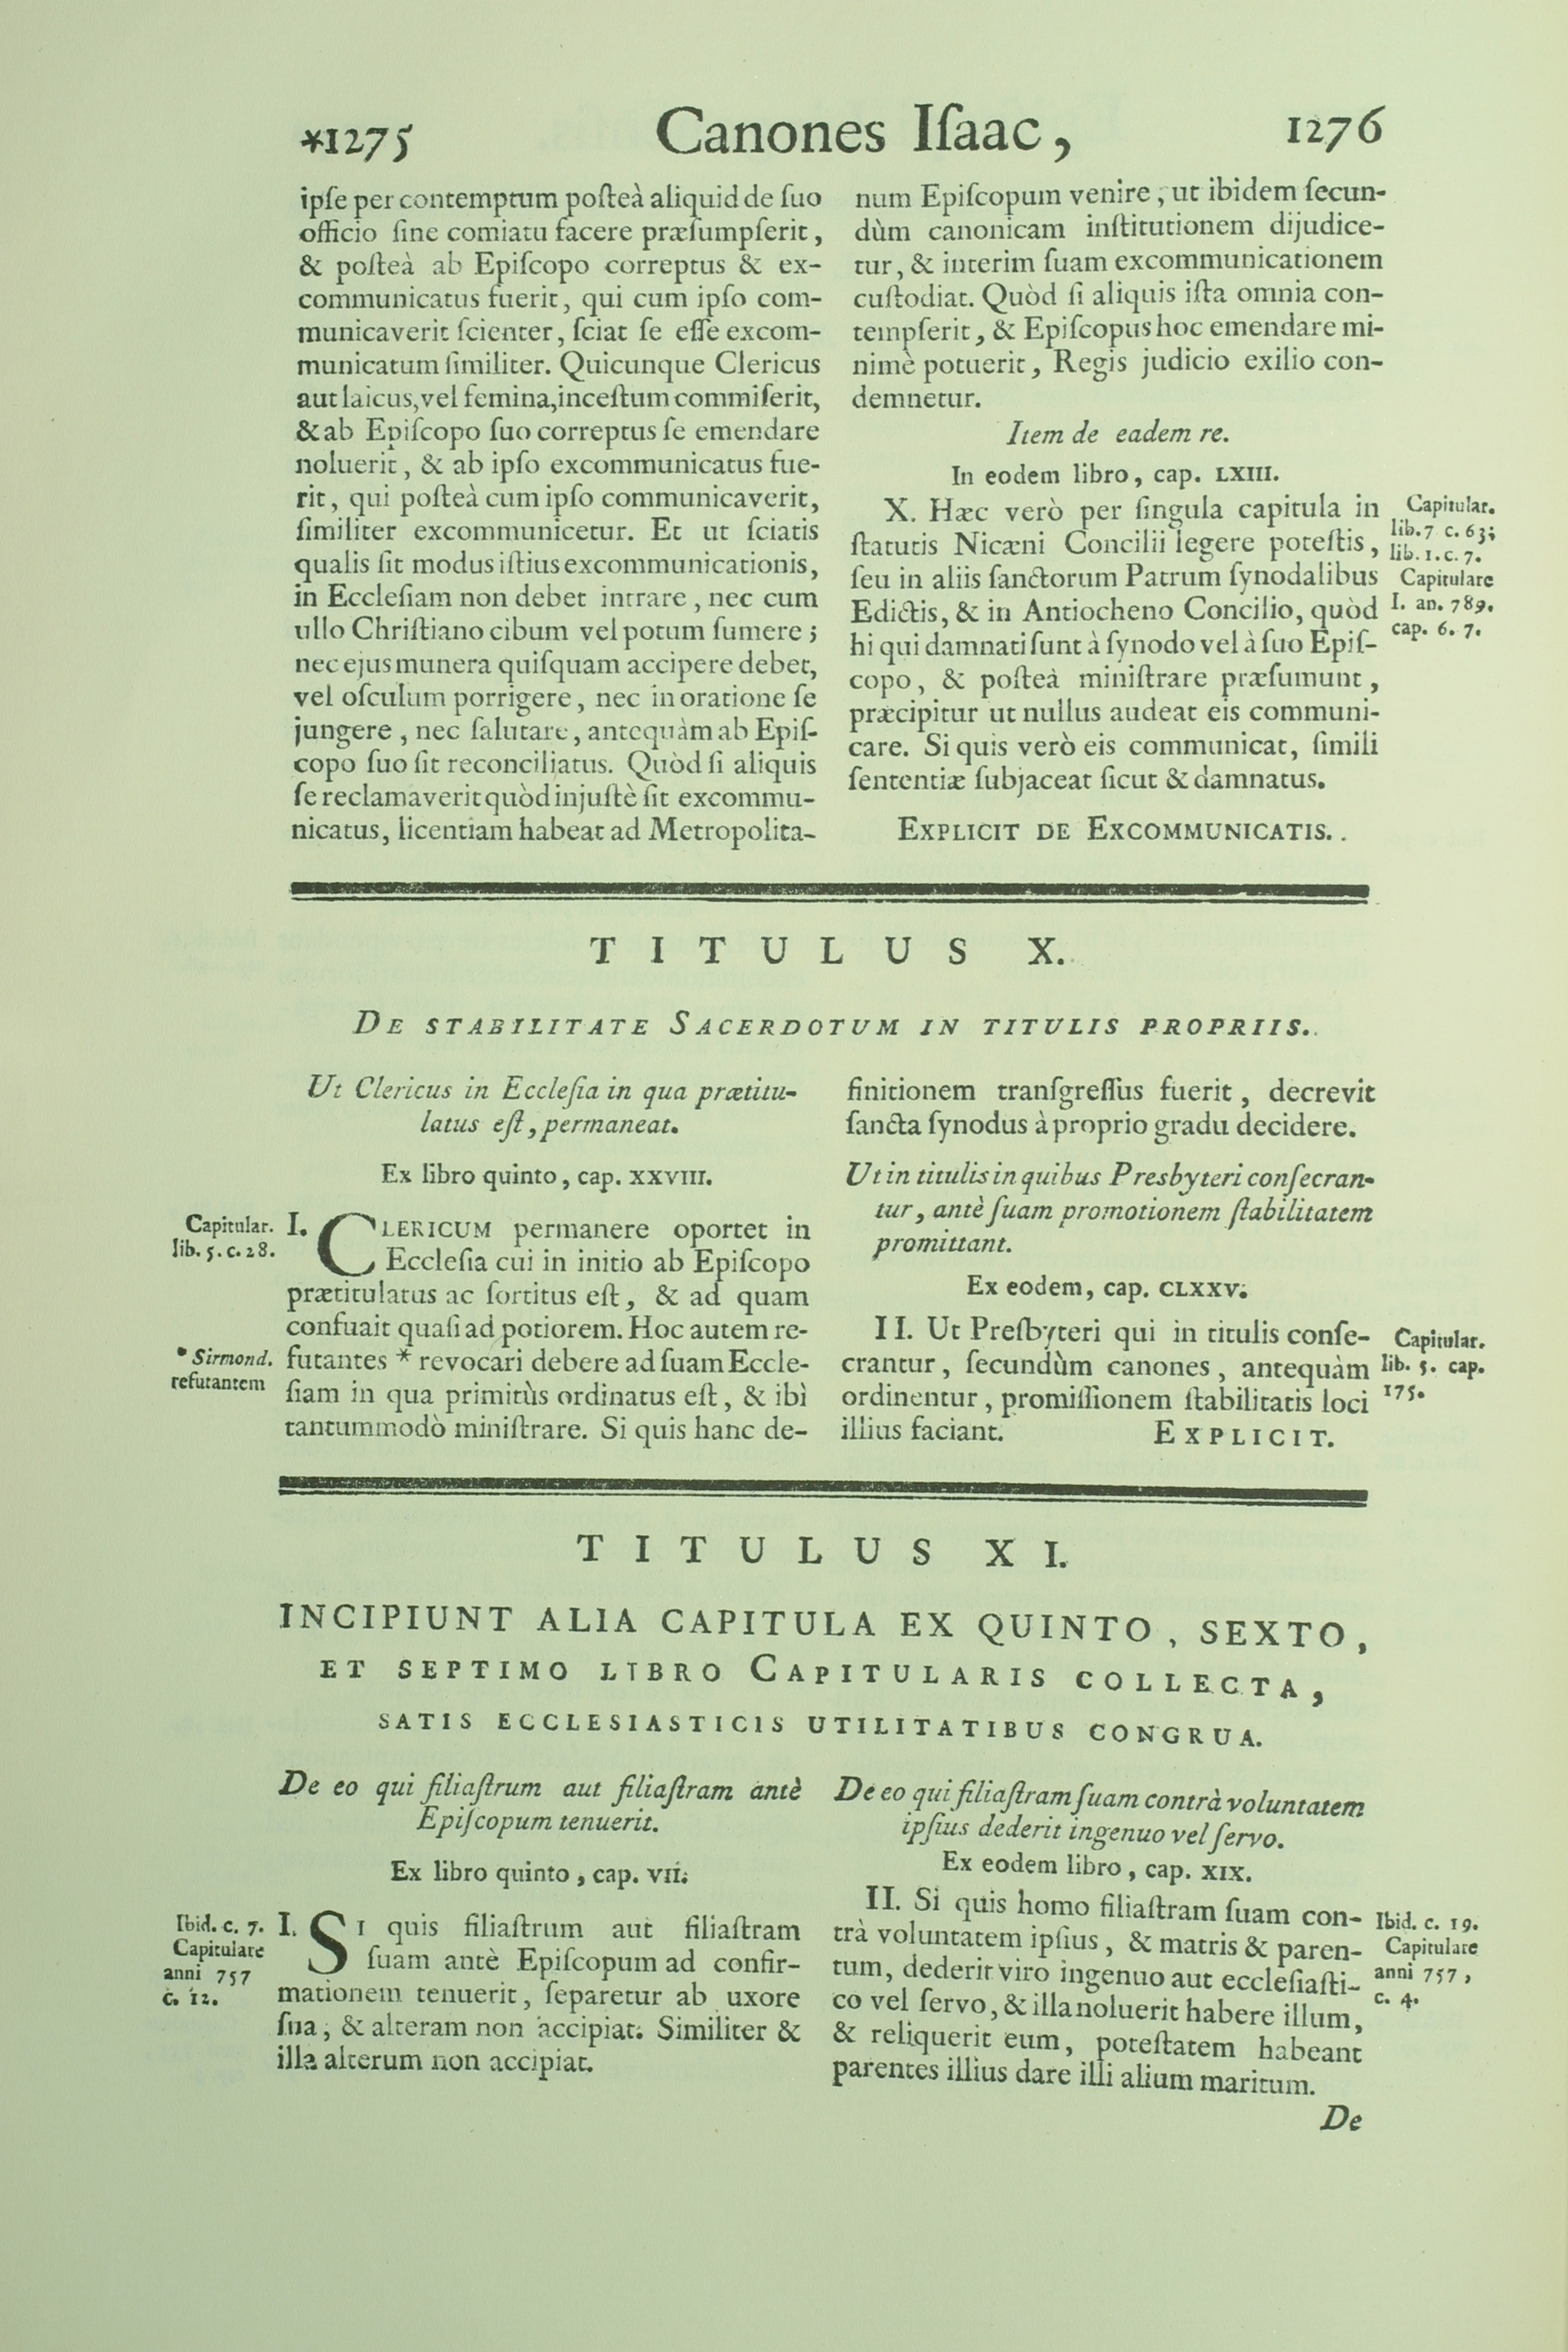 *1275
Canones Iſaac,
1276
ipſe per contemptum poſteà aliquid de ſuo
officio ſine comiatu facere præſumpſerit,
& poſteà ab Epiſcopo correptus & ex-
communicatus fuerit, qui cum ipſo com-
municaverit ſcienter, ſciat ſe eſſe excom-
municatum ſimiliter. Quicunque Clericus
aut laicus, vel femina, inceſtum commiſerit,
& ab Epiſcopo ſuo correptus ſe emendare
noluerit, & ab ipſo excommunicatus fue-
rit, qui poſteà cum ipſo communicaverit,
ſimiliter excommunicetur. Et ut ſciatis
qualis ſit modus iſtius excommunicationis,
in Eccleſiam non debet intrare, nec cum
ullo Chriſtiano cibum vel potum ſumere;
nec ejus munera quiſquam accipere debet,
vel oſculum porrigere, nec in oratione ſe
jungere, nec ſalutare, antequàm ab Epiſ-
copo ſuo ſit reconciliatus. Quòd ſi aliquis
ſe reclamaverit quòd injuſtè ſit excommu-
nicatus, licentiam habeat ad Metropolita-
num Epiſcopum venire, ut ibidem ſecun-
dùm canonicam inſtitutionem dijudice-
tur, & interim ſuam excommunicationem
cuſtodiat. Quòd ſi aliquis iſta omnia con-
tempſerit, & Epiſcopus hoc emendare mi-
nimè potuerit, Regis judicio exilio con-
demnetur.
Item de eadem re.
In eodem libro, cap. LXIII.
X. Hæc verò per ſingula capitula in
ſtatutis Nicæni Concilii legere poteſtis,
ſeu in aliis ſanctorum Patrum ſynodalibus
Edictis, & in Antiocheno Concilio, quòd
hi qui damnati ſunt à ſynodo vel à ſuo Epiſ-
copo, & poſteà miniſtrare præſumunt,
præcipitur ut nullus audeat eis communi-
care. Si quis verò eis communicat, ſimili
ſententiæ ſubjaceat ſicut & damnatus.
Capitular.
lib. 7 c. 63;
lib. 1. c. 7.
Capitulare
I. an. 789.
cap. 6. 7.
EXPLICIT DE EXCOMMUNICATIS.
TITULUS X.
DE STABILITATE SACERDOTUM IN TITULIS PROPRIIS.
Ut Clericus in Eccleſia in qua prætitu-
latus eſt, permaneat.
Ex libro quinto, cap. XXVIII.
Capitular.
lib. 5. c. 28.
I. CLERICUM permanere oportet in
Eccleſia cui in initio ab Epiſcopo
prætitulatus ac ſortitus eſt, & ad quam
confuait quaſi ad potiorem. Hoc autem re-
futantes * revocari debere ad ſuam Eccle-
ſiam in qua primitùs ordinatus eſt, & ibì
tantummodò miniſtrare. Si quis hanc de-
* Sirmond.
refutantem
finitionem tranſgreſſus fuerit, decrevit
ſancta ſynodus à proprio gradu decidere.
Ut in titulis in quibus Presbyteri conſecran-
tur, antè ſuam promotionem ſtabilitatem
promittant.
Ex eodem, cap. CLXXV.
II. Ut Preſbyteri qui in titulis conſe-
crantur, ſecundùm canones, antequàm
ordinentur, promiſſionem ſtabilitatis loci
illius faciant. EXPLICIT.
Capitular.
lib. 5. cap.
175.
TITULUS XI.
INCIPIUNT ALIA CAPITULA EX QUINTO, SEXTO,
ET SEPTIMO LIBRO CAPITULARIS COLLECTA,
SATIS ECCLESIASTICIS UTILITATIBUS CONGRUA.
De eo qui filiaſtrum aut filiaſtram antè
Epiſcopum tenuerit.
Ex libro quinto, cap. VII.
Ibid. c. 7.
Capitulare
anni 757
c. 12.
I. SI quis filiaſtrum aut filiaſtram
ſuam antè Epiſcopum ad confir-
mationem tenuerit, ſeparetur ab uxore
ſua, & alteram non accipiat. Similiter &
illa alterum non accipiat.
De eo qui filiaſtram ſuam contrà voluntatem
ipſius dederit ingenuo vel ſervo.
Ex eodem libro, cap. XIX.
II. Si quis homo filiaſtram ſuam con-
trà voluntatem ipſius, & matris & paren-
tum, dederit viro ingenuo aut eccleſiaſti-
co vel ſervo, & illa noluerit habere illum,
& reliquerit eum, poteſtatem habeant
parentes illius dare illi alium maritum.
Ibid. c. 19.
Capitulare
anni 757,
c. 4.
De